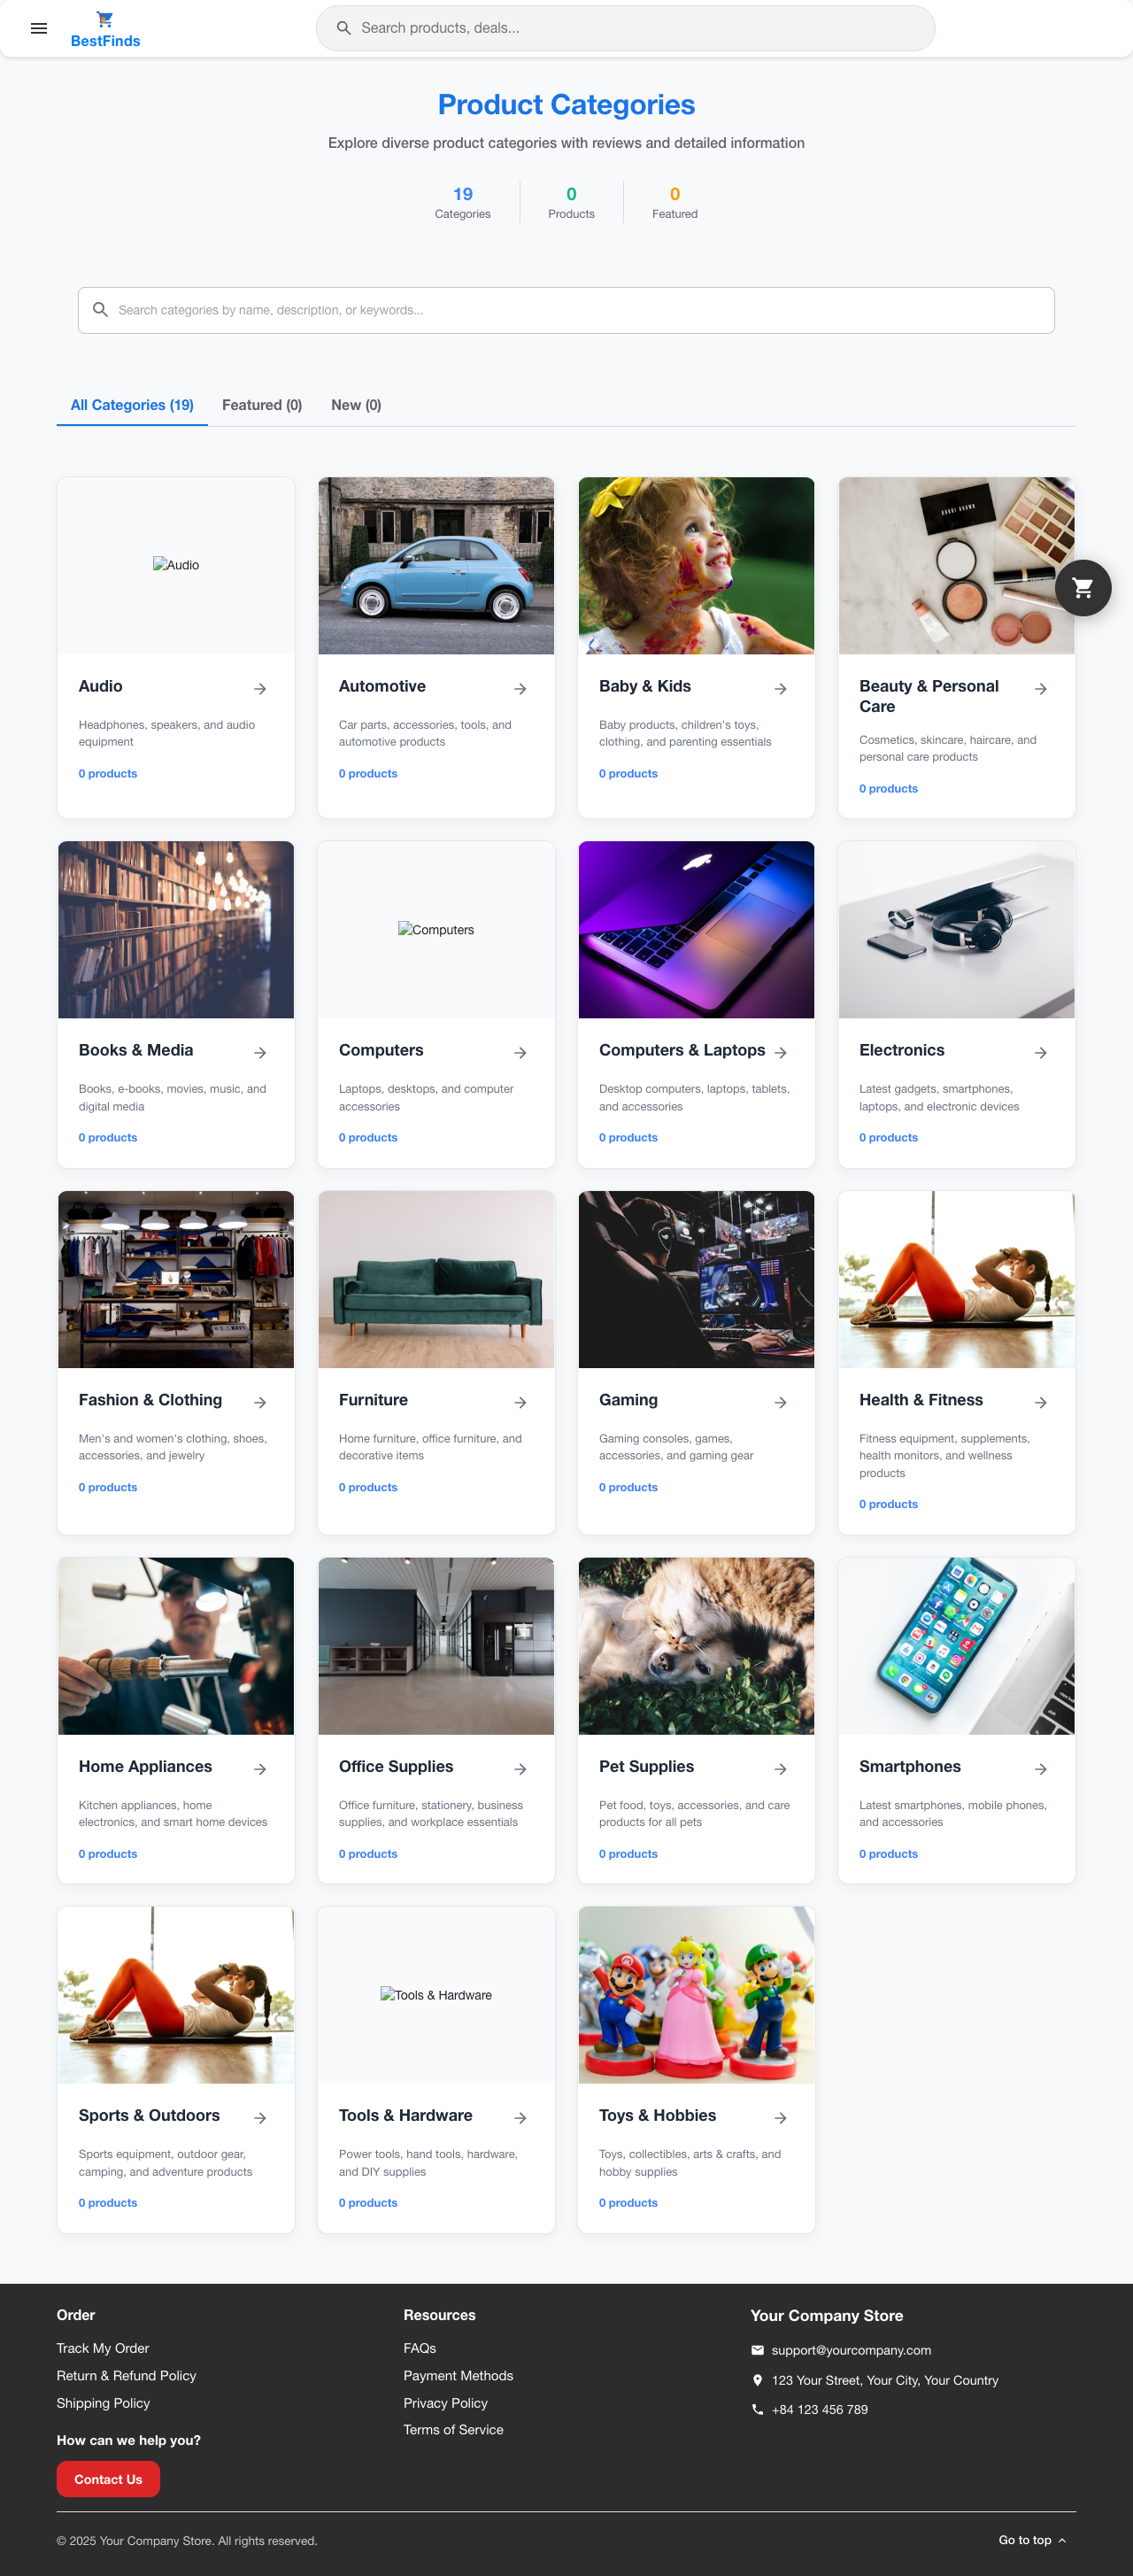 BestFinds
Search products, deals...
Product Categories
Explore diverse product categories with reviews and detailed information
19
Categories
0
Products
0
Featured
Search categories by name, description, or keywords...
All Categories (19)
Featured (0)
New (0)
Audio
Audio
Headphones, speakers, and audio
equipment
0 products
Automotive
Car parts, accessories, tools, and
automotive products
0 products
Baby & Kids
Baby products, children's toys,
clothing, and parenting essentials
0 products
BOBBI BROWN
Beauty & Personal
Care
Cosmetics, skincare, haircare, and
personal care products
0 products
Books & Media
Books, e-books, movies, music, and
digital media
0 products
Computers
Computers
Laptops, desktops, and computer
accessories
0 products
Computers & Laptops
Desktop computers, laptops, tablets,
and accessories
0 products
Electronics
Latest gadgets, smartphones,
laptops, and electronic devices
0 products
Fashion & Clothing
Men's and women's clothing, shoes,
accessories, and jewelry
0 products
Furniture
Home furniture, office furniture, and
decorative items
0 products
Gaming
Gaming consoles, games,
accessories, and gaming gear
0 products
Health & Fitness
Fitness equipment, supplements,
health monitors, and wellness
products
0 products
Home Appliances
Kitchen appliances, home
electronics, and smart home devices
0 products
Office Supplies
Office furniture, stationery, business
supplies, and workplace essentials
0 products
Pet Supplies
Pet food, toys, accessories, and care
products for all pets
0 products
Smartphones
Latest smartphones, mobile phones,
and accessories
0 products
Sports & Outdoors
Sports equipment, outdoor gear,
camping, and adventure products
0 products
Tools & Hardware
Tools & Hardware
Power tools, hand tools, hardware,
and DIY supplies
0 products
Toys & Hobbies
Toys, collectibles, arts & crafts, and
hobby supplies
0 products
Order
Track My Order
Return & Refund Policy
Shipping Policy
How can we help you?
Contact Us
Resources
FAQs
Payment Methods
Privacy Policy
Terms of Service
Your Company Store
support@yourcompany.com
123 Your Street, Your City, Your Country
+84 123 456 789
© 2025 Your Company Store. All rights reserved.
Go to top